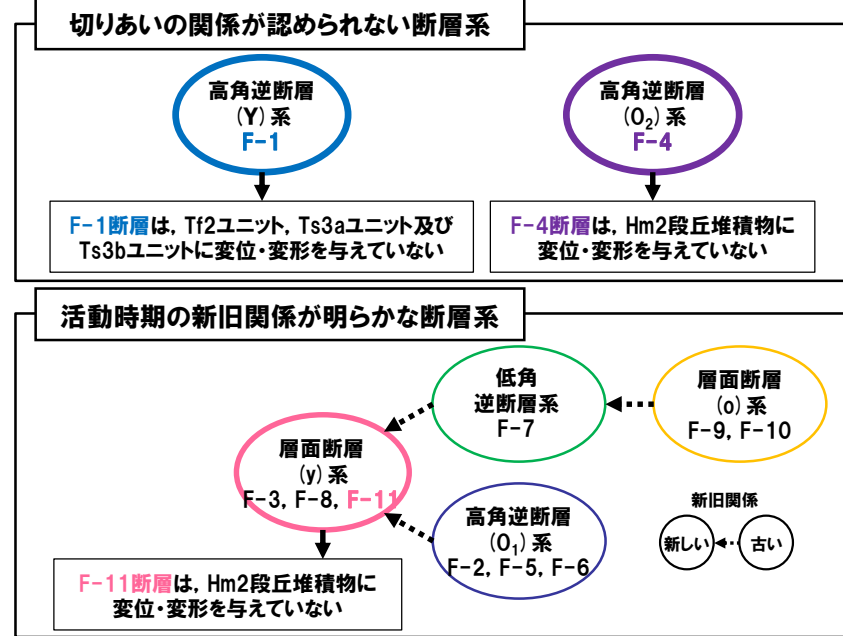 切りあいの関係が認められない断層系
高角逆断層
(Y)系
F-1
高角逆断層
(O₂)系
F-4
F-1断層は, Tf2ユニット, Ts3aユニット及び
Ts3bユニットに変位・変形を与えていない
F-4断層は, Hm2段丘堆積物に
変位・変形を与えていない
活動時期の新旧関係が明らかな断層系
低角
逆断層系
F-7
層面断層
(o)系
F-9, F-10
層面断層
(y)系
F-3, F-8, F-11
高角逆断層
(O₁)系
F-2, F-5, F-6
新旧関係
新しい
古い
F-11断層は, Hm2段丘堆積物に
変位・変形を与えていない